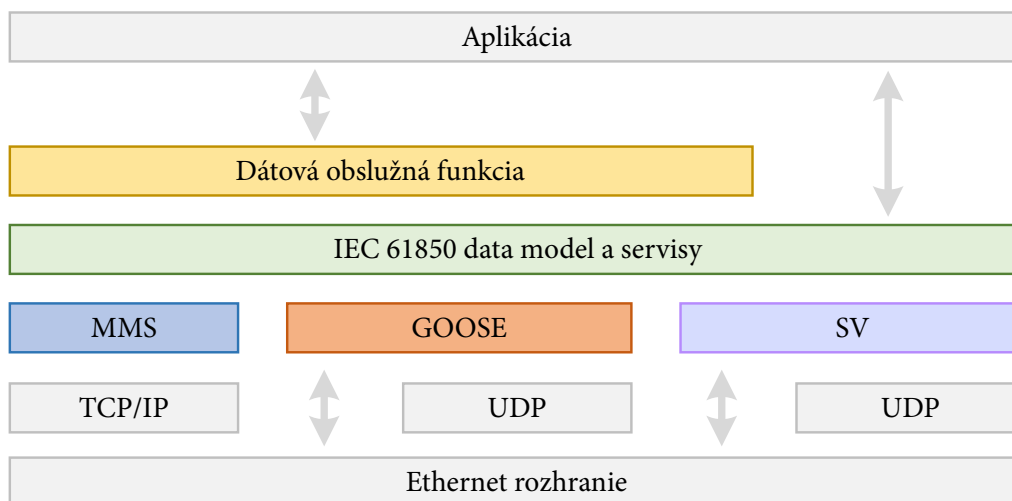 Aplikácia
Dátová obslužná funkcia
IEC 61850 data model a servisy
MMS
GOOSE
SV
TCP/IP
UDP
UDP
Ethernet rozhranie